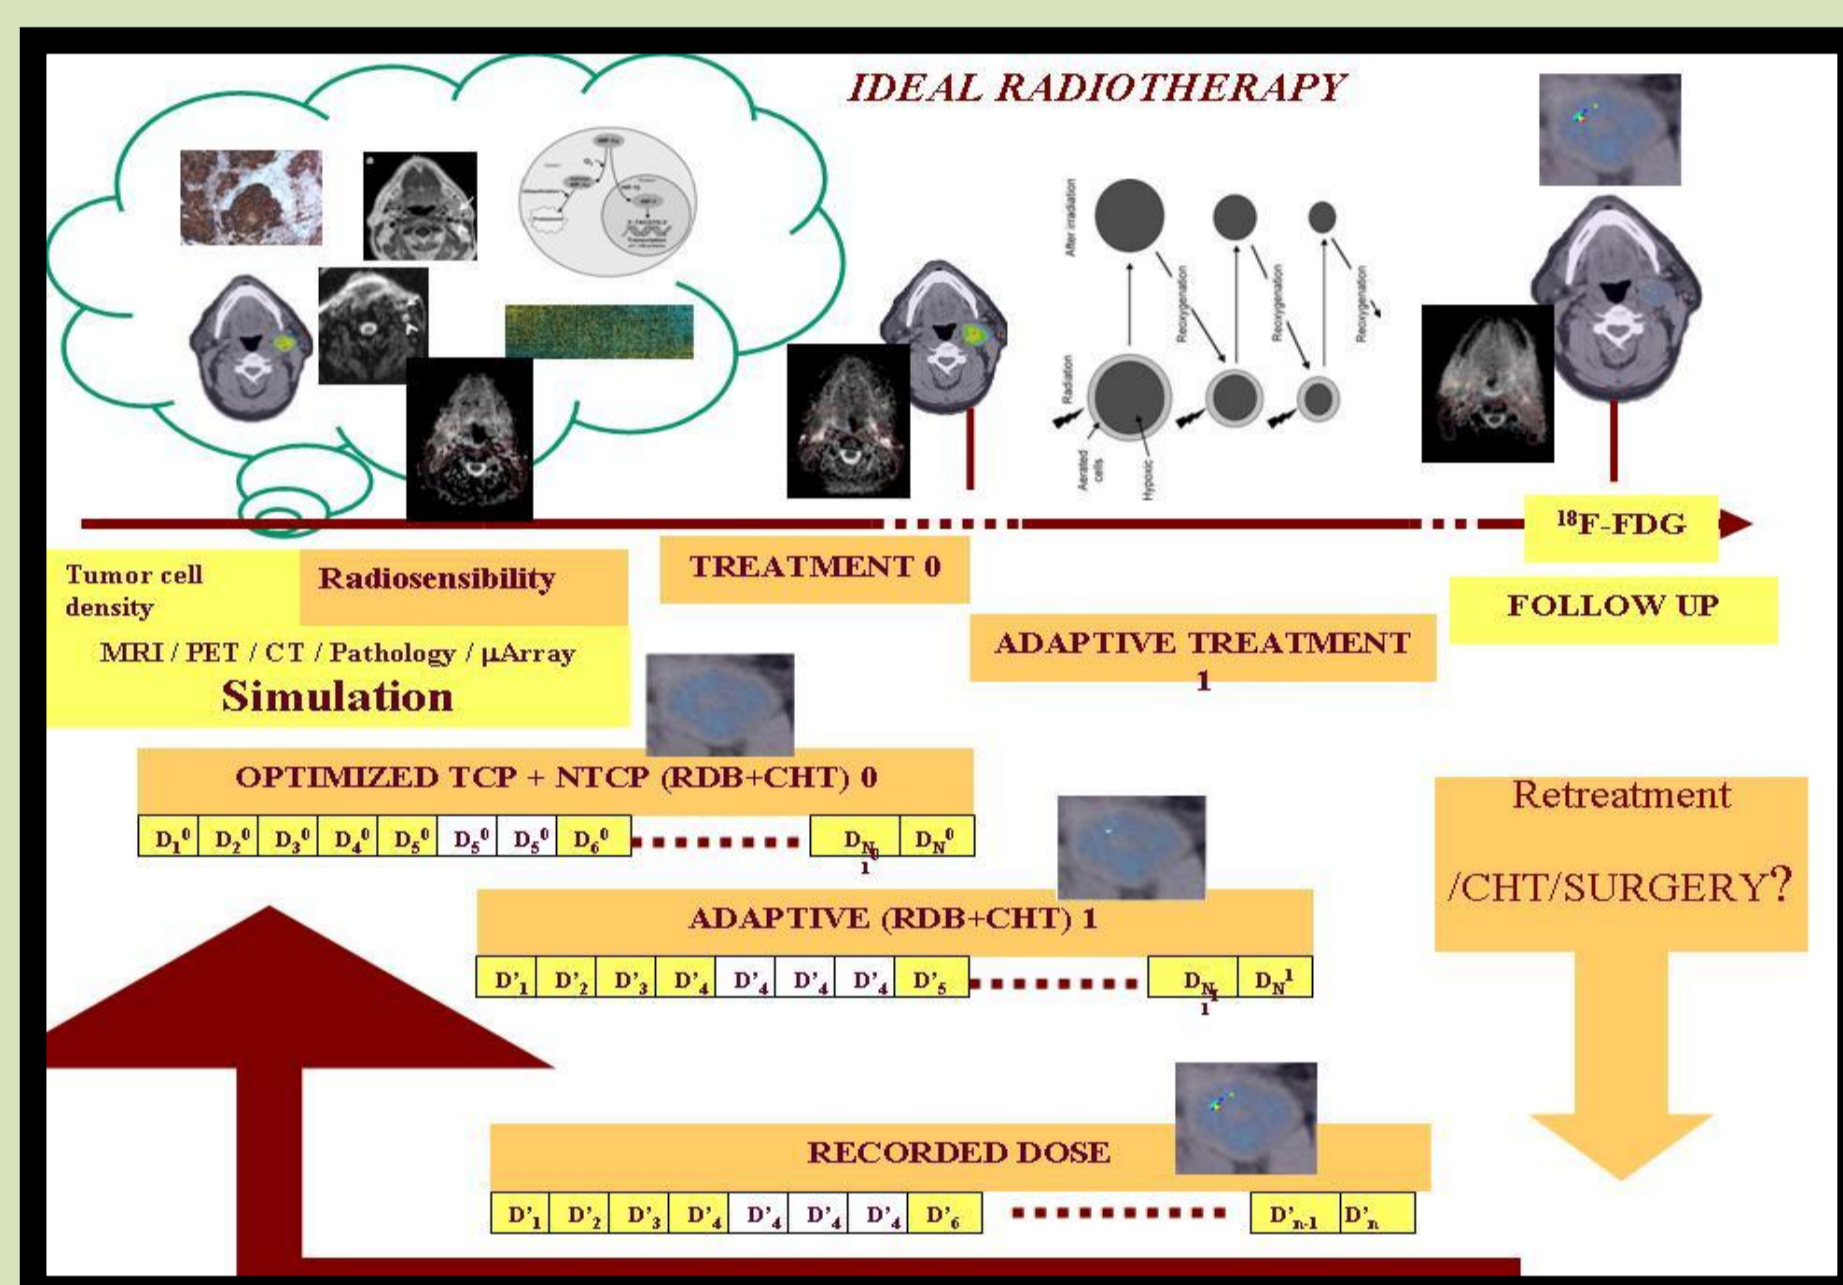 IDEAL RADIOTHERAPY
After irradiation
Reoxygenation
Reoxygenation
Reoxygenation
Radiation
Aerated
cells
Hypoxic
¹⁸F-FDG
Tumor cell
density
Radiosensibility
TREATMENT 0
FOLLOW UP
MRI / PET / CT / Pathology / µArray
Simulation
ADAPTIVE TREATMENT
1
OPTIMIZED TCP + NTCP (RDB+CHT) 0
D₁⁰ D₂⁰ D₃⁰ D₄⁰ D₅⁰ D₅⁰ D₅⁰ D₆⁰ D_N⁰
Retreatment
/CHT/SURGERY?
ADAPTIVE (RDB+CHT) 1
D’₁ D’₂ D’₃ D’₄ D’₄ D’₄ D’₄ D’₅ D_N¹
RECORDED DOSE
D’₁ D’₂ D’₃ D’₄ D’₄ D’₄ D’₄ D’₆ D’ₙ₋₁ D’ₙ